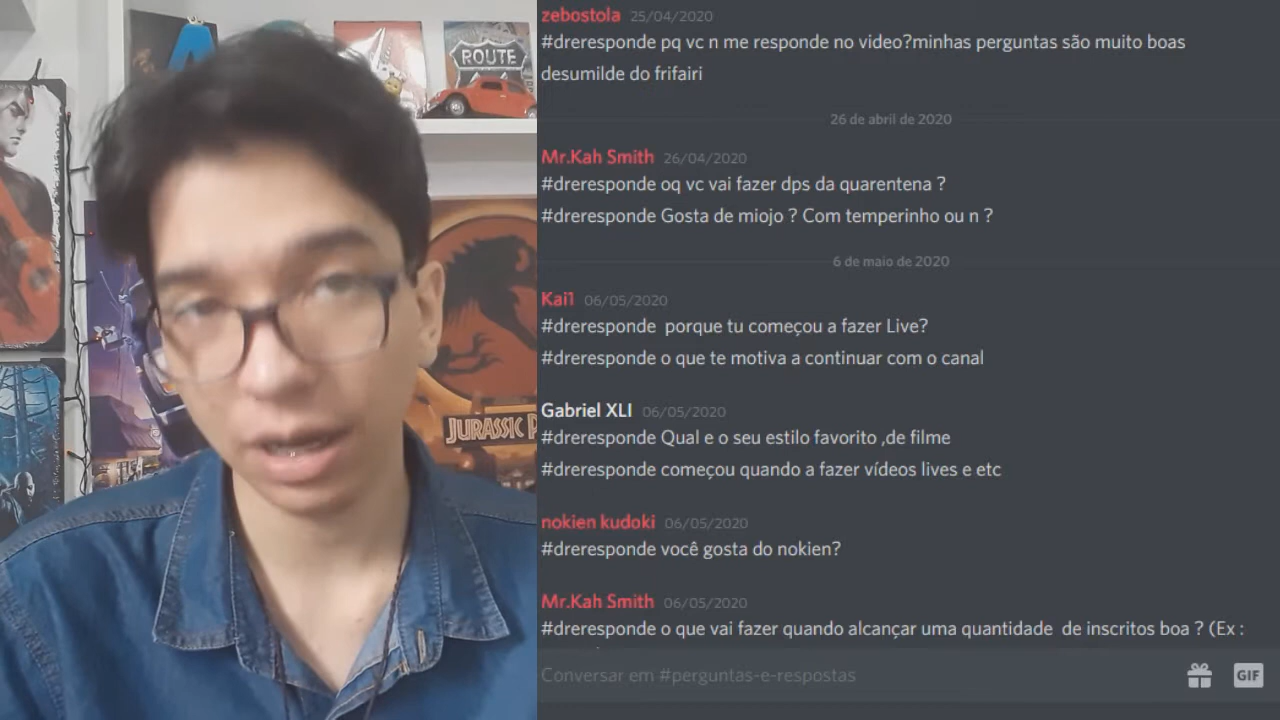 ROUTE
JURASSIC P
zebostola 25/04/2020
#dreresponde pq vc n me responde no video?minhas perguntas são muito boas
desumilde do frifairi
26 de abril de 2020
Mr.Kah Smith 26/04/2020
#dreresponde oq vc vai fazer dps da quarentena ?
#dreresponde Gosta de miojo ? Com temperinho ou n ?
6 de maio de 2020
Kai1 06/05/2020
#dreresponde porque tu começou a fazer Live?
#dreresponde o que te motiva a continuar com o canal
Gabriel XLI 06/05/2020
#dreresponde Qual e o seu estilo favorito ,de filme
#dreresponde começou quando a fazer vídeos lives e etc
nokien kudoki 06/05/2020
#dreresponde você gosta do nokien?
Mr.Kah Smith 06/05/2020
#dreresponde o que vai fazer quando alcançar uma quantidade de inscritos boa ? (Ex :
Conversar em #perguntas-e-respostas
GIF